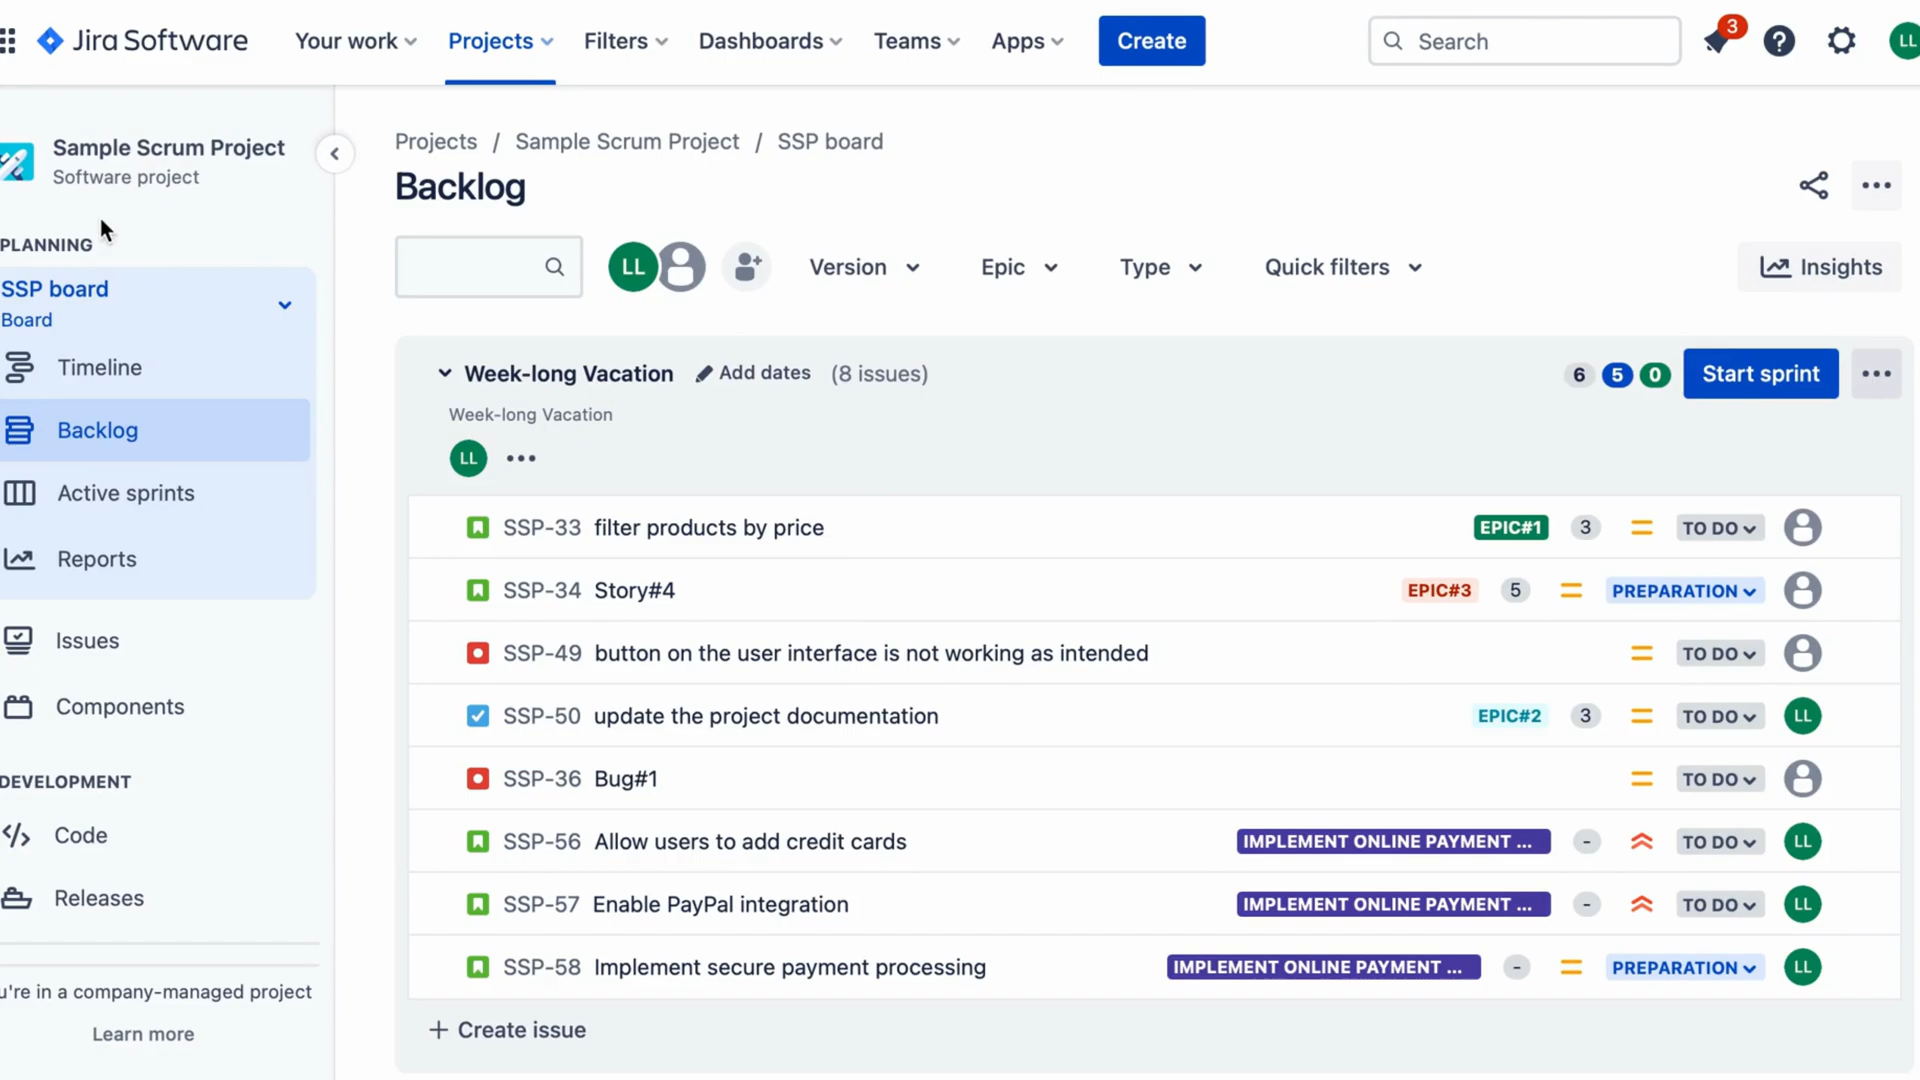 Jira Software
Your work
Projects
Filters
Dashboards
Teams
Apps
Create
Search
3
LL
Sample Scrum Project
Software project
PLANNING
SSP board
Board
Timeline
Backlog
Active sprints
Reports
Issues
Components
DEVELOPMENT
Code
Releases
u're in a company-managed project
Learn more
Projects / Sample Scrum Project / SSP board
Backlog
LL
Version
Epic
Type
Quick filters
Insights
Week-long Vacation Add dates (8 issues) 6 5 0 Start sprint
Week-long Vacation
LL
SSP-33 filter products by price EPIC#1 3 TO DO
SSP-34 Story#4 EPIC#3 5 PREPARATION
SSP-49 button on the user interface is not working as intended TO DO
SSP-50 update the project documentation EPIC#2 3 TO DO LL
SSP-36 Bug#1 TO DO
SSP-56 Allow users to add credit cards IMPLEMENT ONLINE PAYMENT ... - TO DO LL
SSP-57 Enable PayPal integration IMPLEMENT ONLINE PAYMENT ... - TO DO LL
SSP-58 Implement secure payment processing IMPLEMENT ONLINE PAYMENT ... - PREPARATION LL
+ Create issue